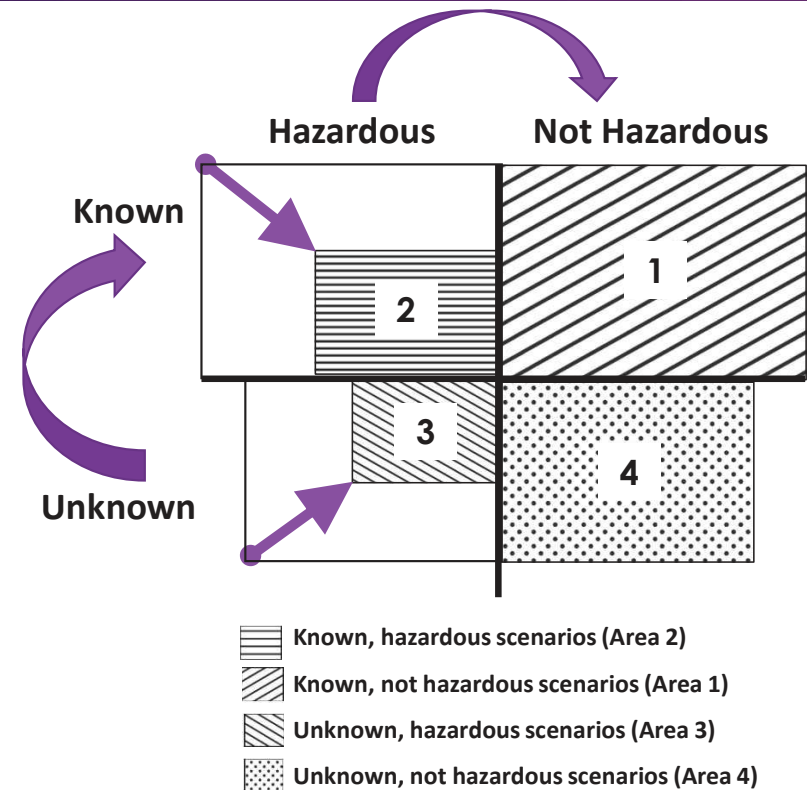 Hazardous
Not Hazardous
Known
1
2
3
4
Unknown
Known, hazardous scenarios (Area 2)
Known, not hazardous scenarios (Area 1)
Unknown, hazardous scenarios (Area 3)
Unknown, not hazardous scenarios (Area 4)